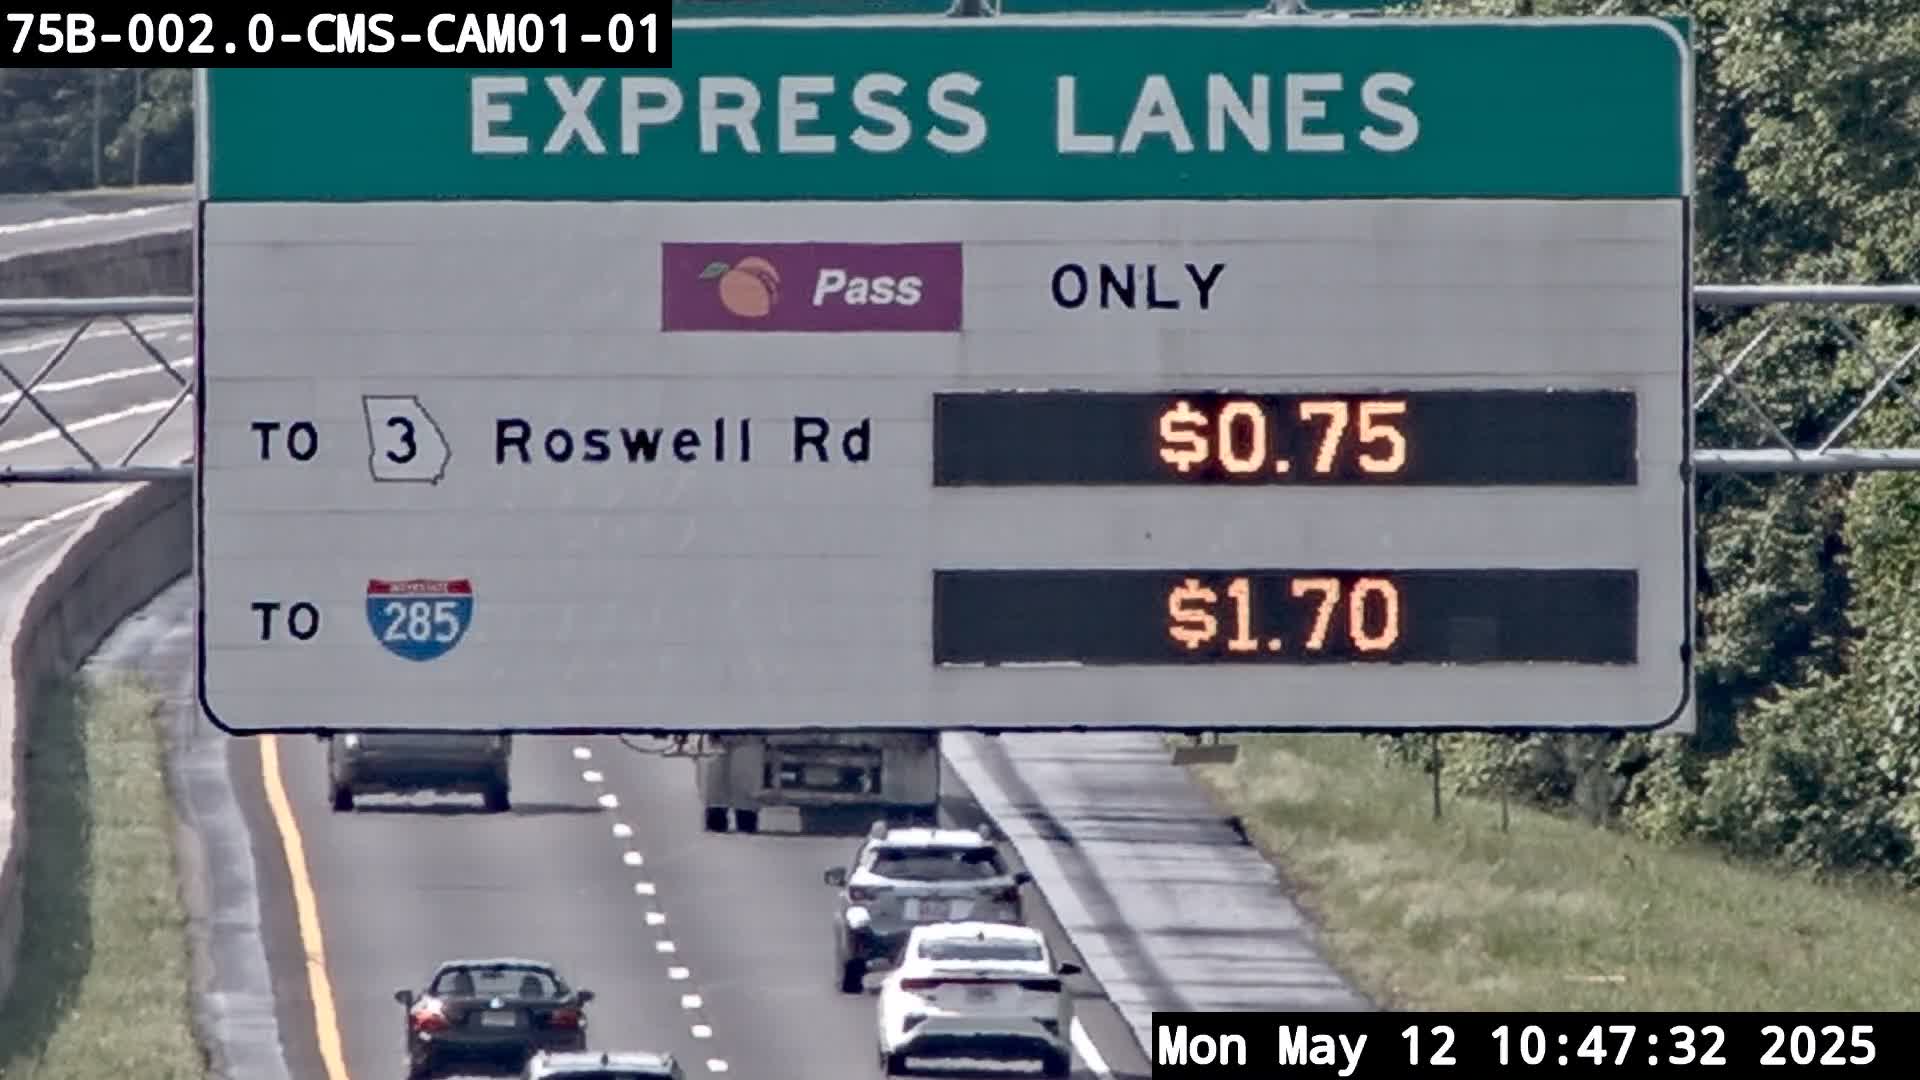 75B-002.0-CMS-CAM01-01
EXPRESS LANES
Pass ONLY
TO 3 Roswell Rd $0.75
INTERSTATE
TO 285 $1.70
Mon May 12 10:47:32 2025